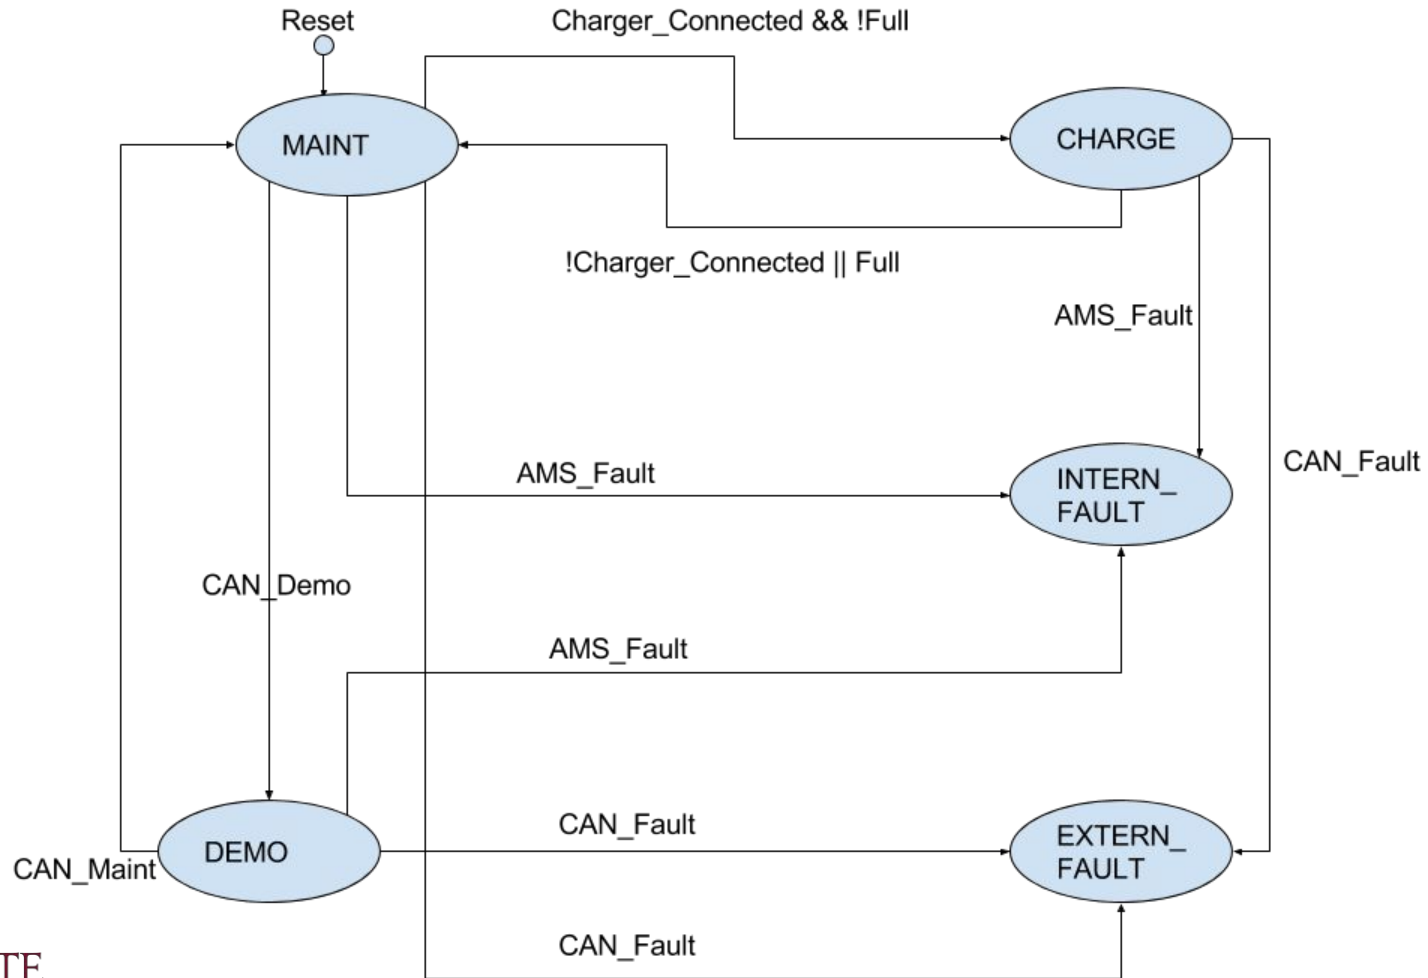 Reset
Charger_Connected && !Full
MAINT
CHARGE
!Charger_Connected || Full
AMS_Fault
AMS_Fault
INTERN_
FAULT
CAN_Fault
CAN_Demo
AMS_Fault
CAN_Fault
DEMO
EXTERN_
FAULT
CAN_Maint
CAN_Fault
TE